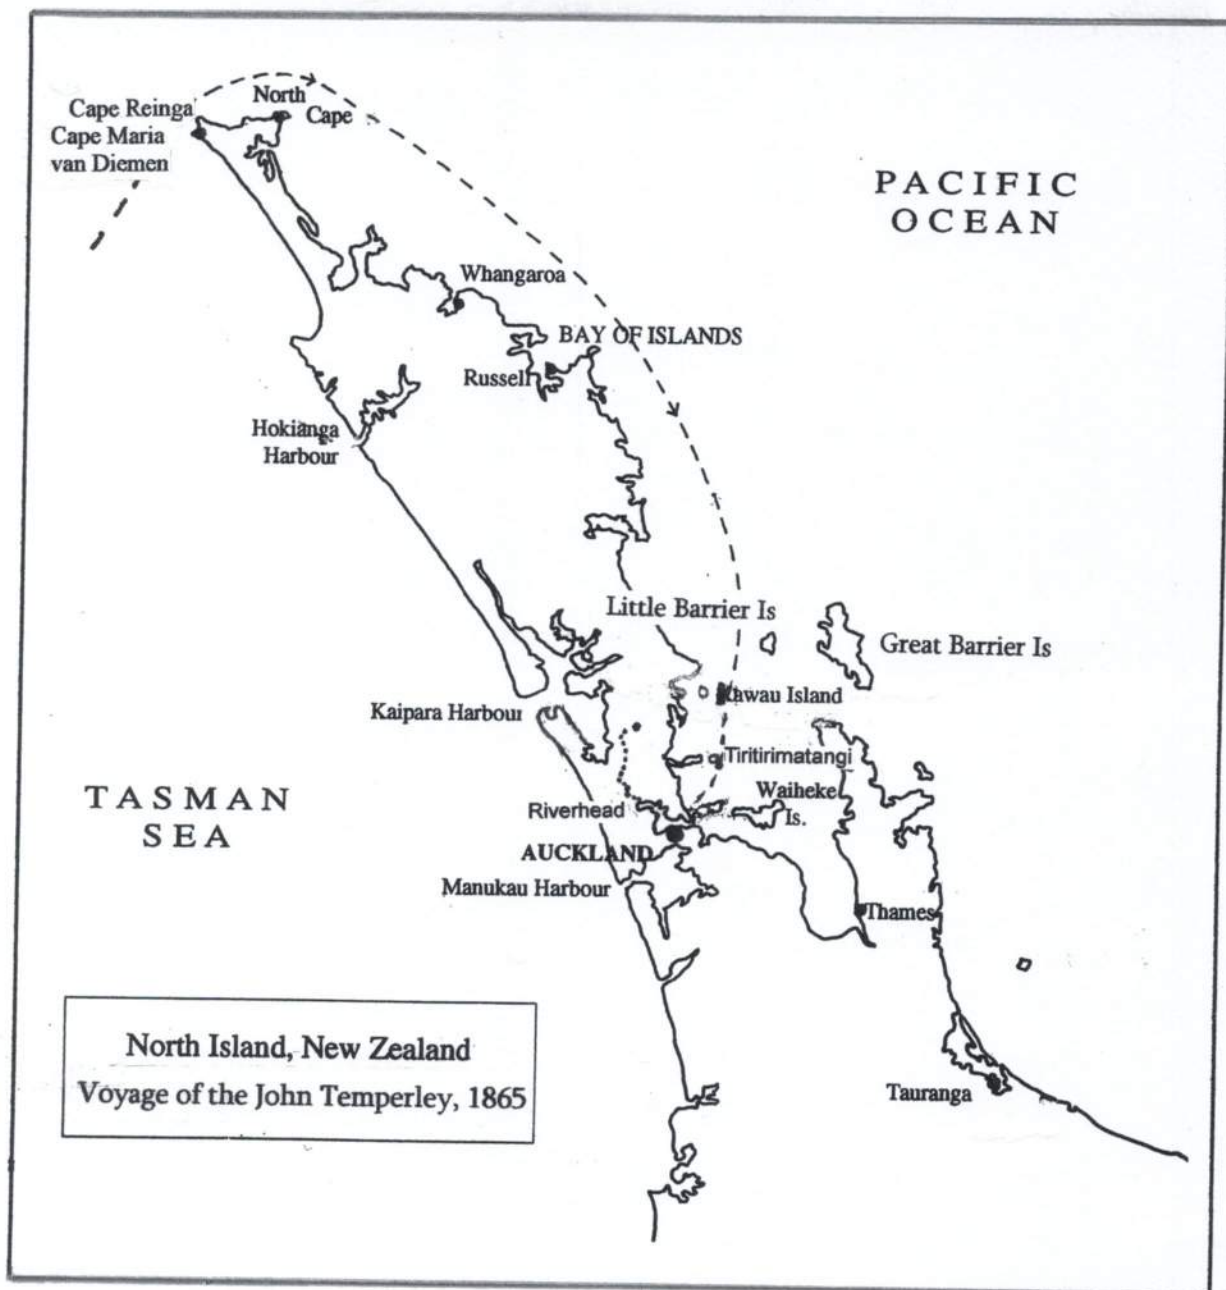 North
Cape
Cape Reinga
Cape Maria
van Diemen
PACIFIC
OCEAN
Whangaroa
BAY OF ISLANDS
Russell
Hokianga
Harbour
Little Barrier Is
Great Barrier Is
Kawau Island
Kaipara Harbour
Tiritirimatangi
TASMAN
SEA
Waiheke
Is.
Riverhead
AUCKLAND
Manukau Harbour
Thames
North Island, New Zealand
Voyage of the John Temperley, 1865
Tauranga